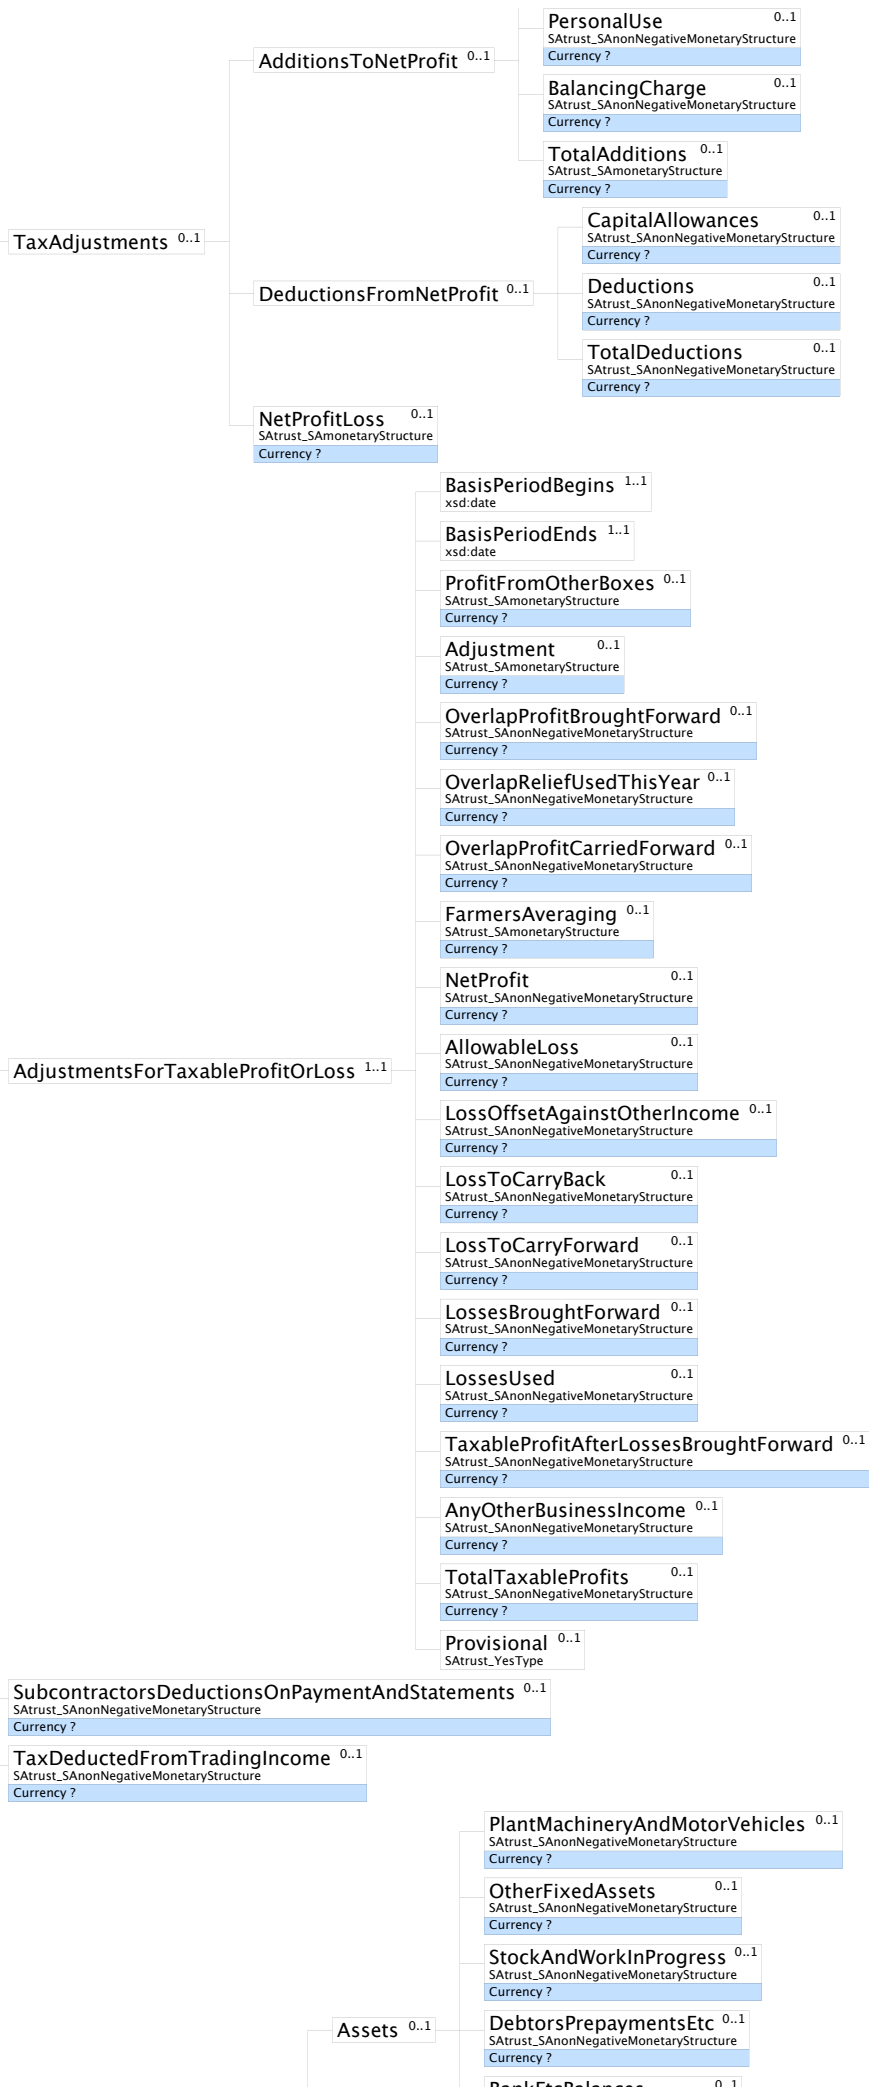 PersonalUse 0..1
SAtrust_SAnonNegativeMonetaryStructure
Currency ?
AdditionsToNetProfit 0..1
BalancingCharge 0..1
SAtrust_SAnonNegativeMonetaryStructure
Currency ?
TotalAdditions 0..1
SAtrust_SAmonetaryStructure
Currency ?
TaxAdjustments 0..1
CapitalAllowances 0..1
SAtrust_SAnonNegativeMonetaryStructure
Currency ?
DeductionsFromNetProfit 0..1
Deductions 0..1
SAtrust_SAnonNegativeMonetaryStructure
Currency ?
TotalDeductions 0..1
SAtrust_SAnonNegativeMonetaryStructure
Currency ?
NetProfitLoss 0..1
SAtrust_SAmonetaryStructure
Currency ?
BasisPeriodBegins 1..1
xsd:date
BasisPeriodEnds 1..1
xsd:date
ProfitFromOtherBoxes 0..1
SAtrust_SAmonetaryStructure
Currency ?
Adjustment 0..1
SAtrust_SAmonetaryStructure
Currency ?
OverlapProfitBroughtForward 0..1
SAtrust_SAnonNegativeMonetaryStructure
Currency ?
OverlapReliefUsedThisYear 0..1
SAtrust_SAnonNegativeMonetaryStructure
Currency ?
OverlapProfitCarriedForward 0..1
SAtrust_SAnonNegativeMonetaryStructure
Currency ?
FarmersAveraging 0..1
SAtrust_SAmonetaryStructure
Currency ?
NetProfit 0..1
SAtrust_SAnonNegativeMonetaryStructure
Currency ?
AdjustmentsForTaxableProfitOrLoss 1..1
AllowableLoss 0..1
SAtrust_SAnonNegativeMonetaryStructure
Currency ?
LossOffsetAgainstOtherIncome 0..1
SAtrust_SAnonNegativeMonetaryStructure
Currency ?
LossToCarryBack 0..1
SAtrust_SAnonNegativeMonetaryStructure
Currency ?
LossToCarryForward 0..1
SAtrust_SAnonNegativeMonetaryStructure
Currency ?
LossesBroughtForward 0..1
SAtrust_SAnonNegativeMonetaryStructure
Currency ?
LossesUsed 0..1
SAtrust_SAnonNegativeMonetaryStructure
Currency ?
TaxableProfitAfterLossesBroughtForward 0..1
SAtrust_SAnonNegativeMonetaryStructure
Currency ?
AnyOtherBusinessIncome 0..1
SAtrust_SAnonNegativeMonetaryStructure
Currency ?
TotalTaxableProfits 0..1
SAtrust_SAnonNegativeMonetaryStructure
Currency ?
Provisional 0..1
SAtrust_YesType
SubcontractorsDeductionsOnPaymentAndStatements 0..1
SAtrust_SAnonNegativeMonetaryStructure
Currency ?
TaxDeductedFromTradingIncome 0..1
SAtrust_SAnonNegativeMonetaryStructure
Currency ?
PlantMachineryAndMotorVehicles 0..1
SAtrust_SAnonNegativeMonetaryStructure
Currency ?
OtherFixedAssets 0..1
SAtrust_SAnonNegativeMonetaryStructure
Currency ?
StockAndWorkInProgress 0..1
SAtrust_SAnonNegativeMonetaryStructure
Currency ?
Assets 0..1
DebtorsPrepaymentsEtc 0..1
SAtrust_SAnonNegativeMonetaryStructure
Currency ?
BankEtcBalances 0..1